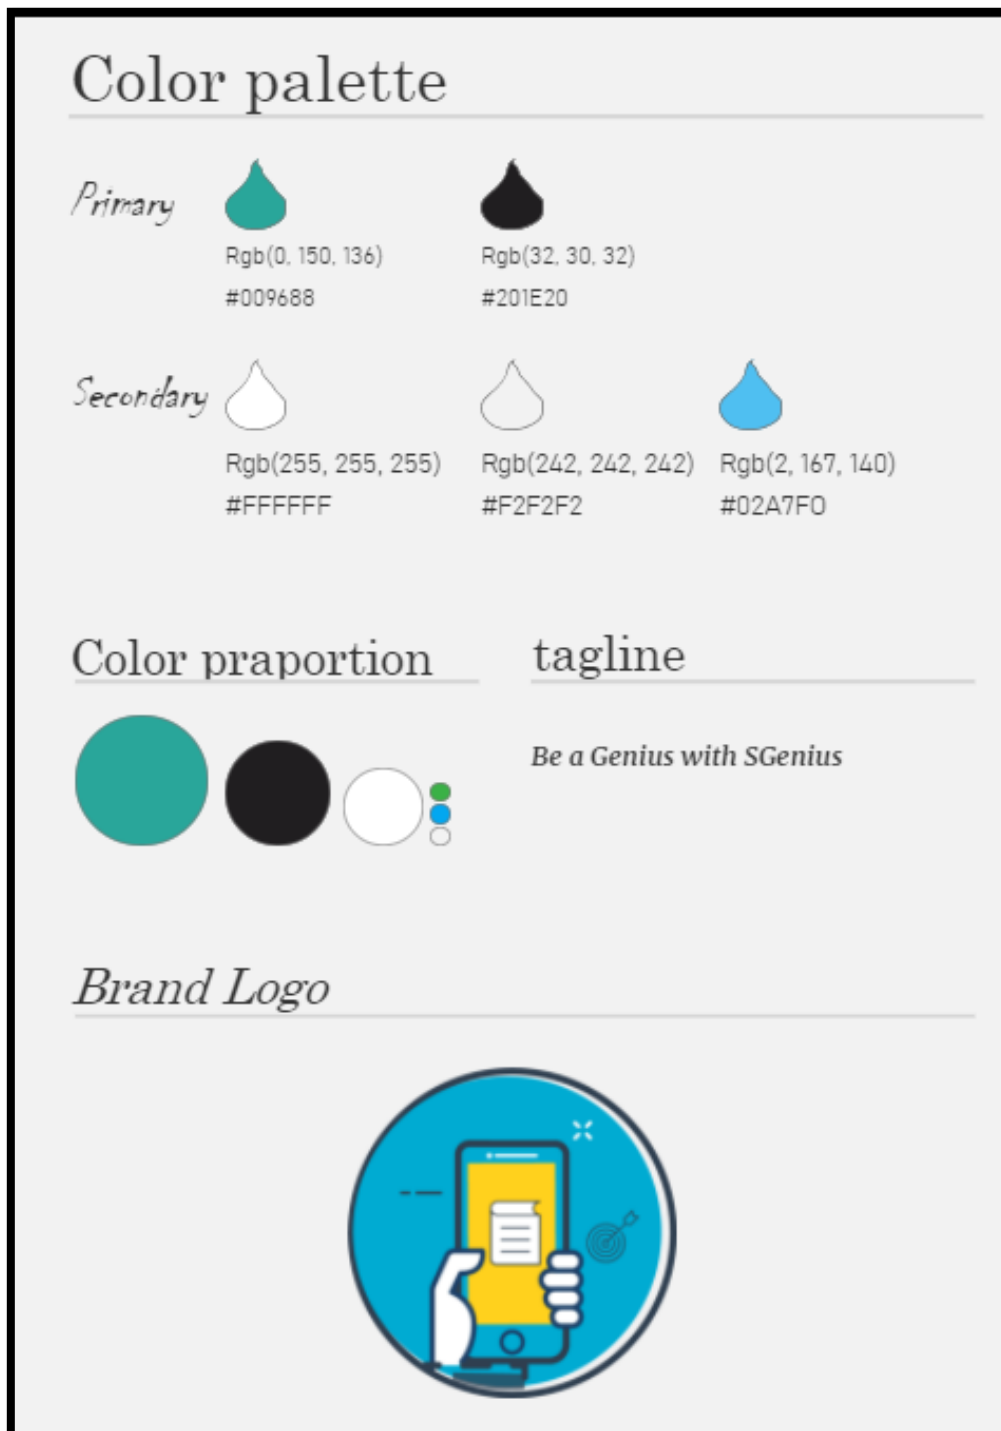 Color palette
Primary
Rgb(0, 150, 136)
Rgb(32, 30, 32)
#009688
#201E20
Secondary
Rgb(255, 255, 255)
Rgb(242, 242, 242)
Rgb(2, 167, 140)
#FFFFFF
#F2F2F2
#02A7F0
Color praportion
tagline
Be a Genius with SGenius
Brand Logo